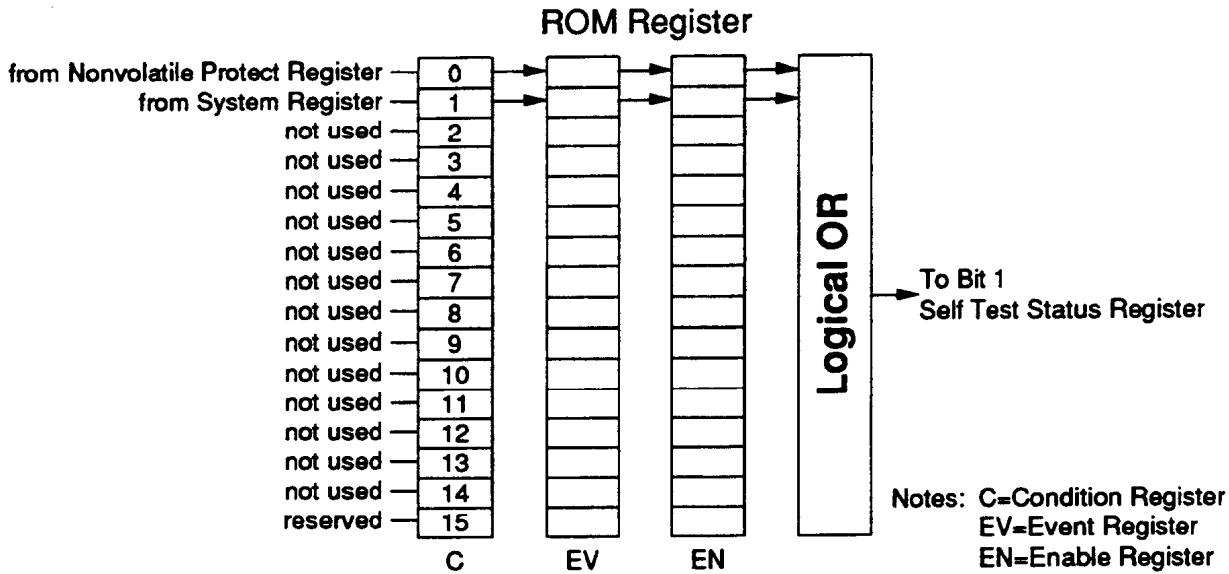 ROM Register
from Nonvolatile Protect Register 0
from System Register 1
not used 2
not used 3
not used 4
not used 5
not used 6
not used 7
not used 8
not used 9
not used 10
not used 11
not used 12
not used 13
not used 14
reserved 15
C EV EN
Logical OR
To Bit 1
Self Test Status Register
Notes: C=Condition Register
EV=Event Register
EN=Enable Register